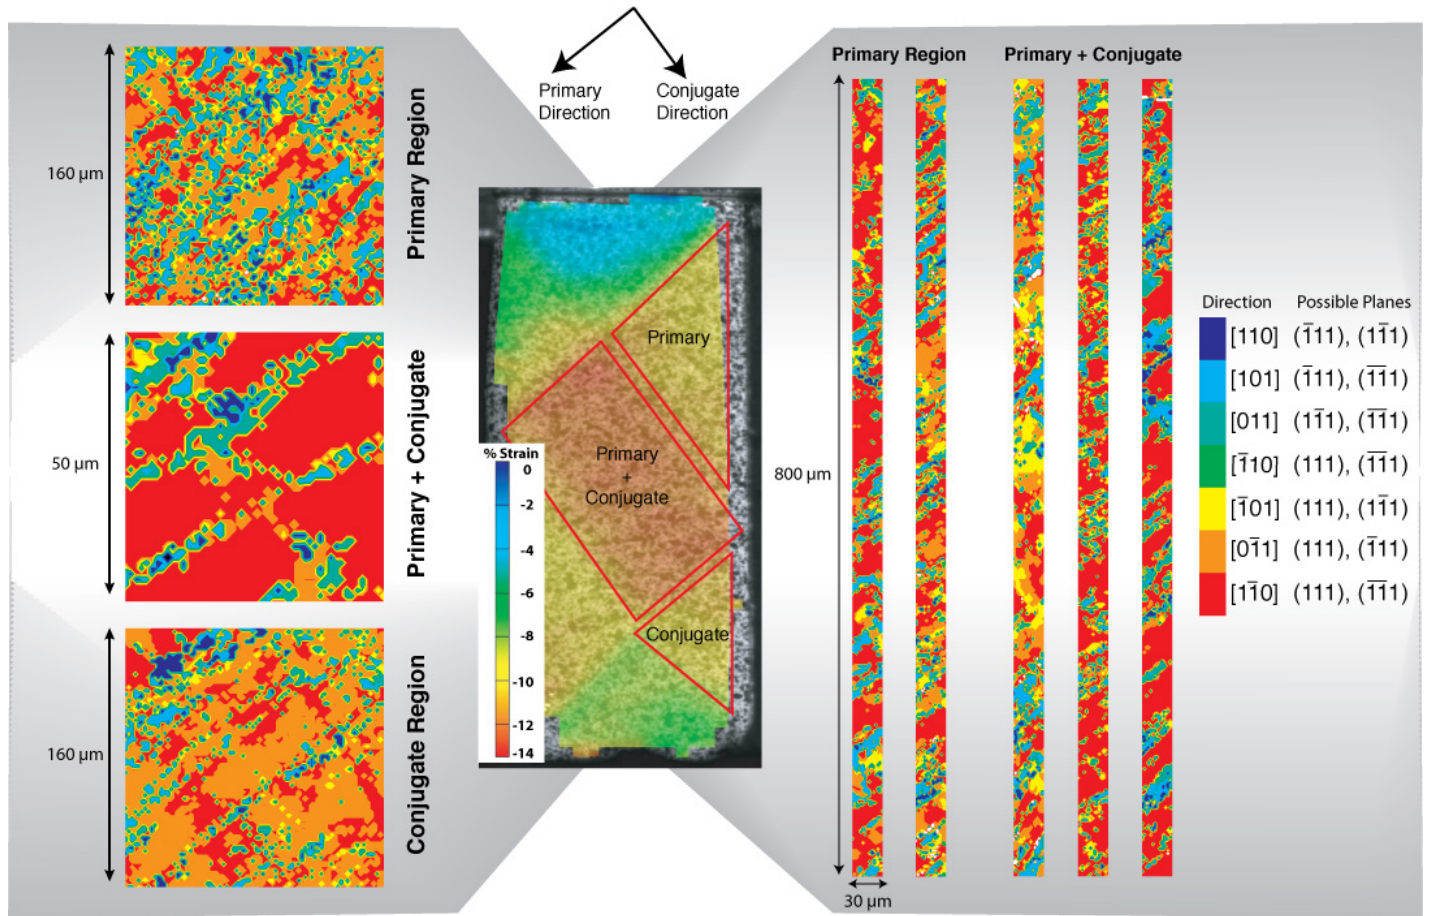 Primary
Direction
Conjugate
Direction
160 µm
Primary Region
50 µm
Primary + Conjugate
160 µm
Conjugate Region
Primary
Primary
+
Conjugate
Conjugate
% Strain
0
-2
-4
-6
-8
-10
-12
-14
Primary Region
Primary + Conjugate
800 µm
30 µm
Direction Possible Planes
[110] (1̅11), (11̅1)
[101] (1̅11), (1̅1̅1)
[011] (11̅1), (1̅1̅1)
[1̅10] (111), (1̅1̅1)
[1̅01] (111), (11̅1)
[01̅1] (111), (1̅11)
[11̅0] (111), (1̅1̅1)